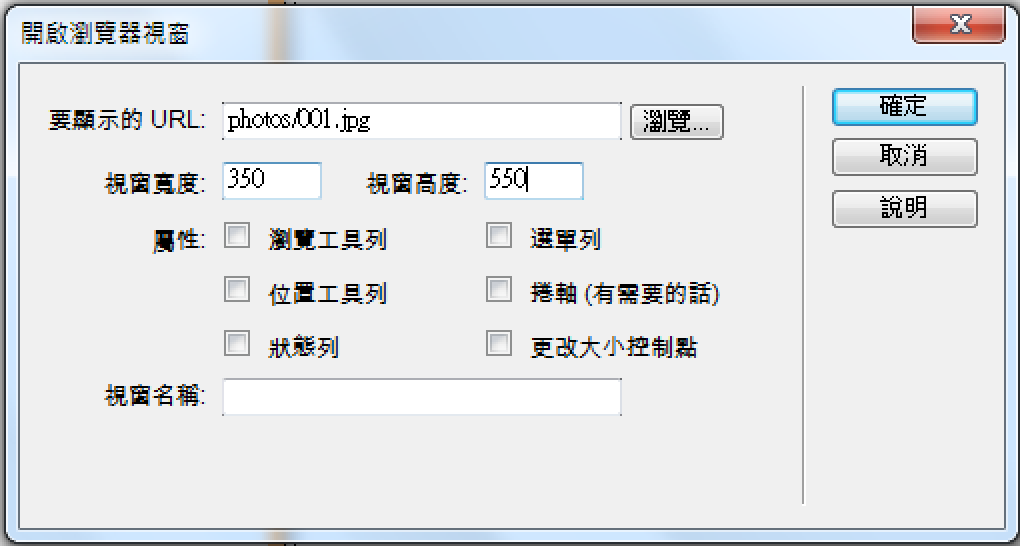 開啟瀏覽器視窗
要顯示的 URL: photos/001.jpg 瀏覽... 確定
取消
視窗寬度: 350 視窗高度: 550
說明
屬性: 瀏覽工具列 選單列
位置工具列 捲軸 (有需要的話)
狀態列 更改大小控制點
視窗名稱: